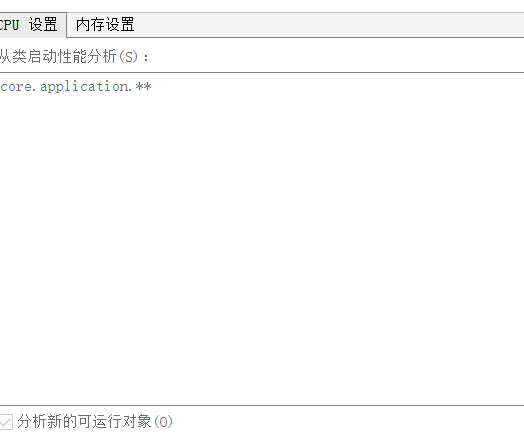 CPU 设置 内存设置
从类启动性能分析(S)：
core.application.**
分析新的可运行对象(O)